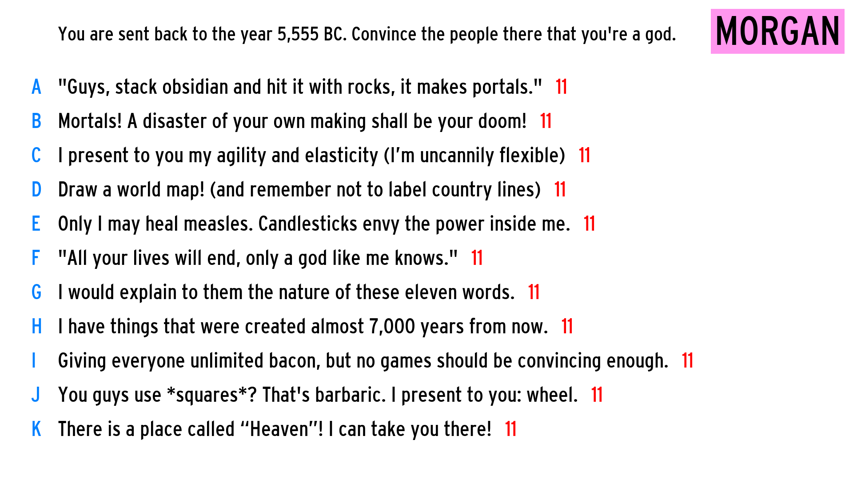 You are sent back to the year 5,555 BC. Convince the people there that you're a god. MORGAN
A "Guys, stack obsidian and hit it with rocks, it makes portals." 11
B Mortals! A disaster of your own making shall be your doom! 11
C I present to you my agility and elasticity (I’m uncannily flexible) 11
D Draw a world map! (and remember not to label country lines) 11
E Only I may heal measles. Candlesticks envy the power inside me. 11
F "All your lives will end, only a god like me knows." 11
G I would explain to them the nature of these eleven words. 11
H I have things that were created almost 7,000 years from now. 11
I Giving everyone unlimited bacon, but no games should be convincing enough. 11
J You guys use *squares*? That's barbaric. I present to you: wheel. 11
K There is a place called “Heaven”! I can take you there! 11